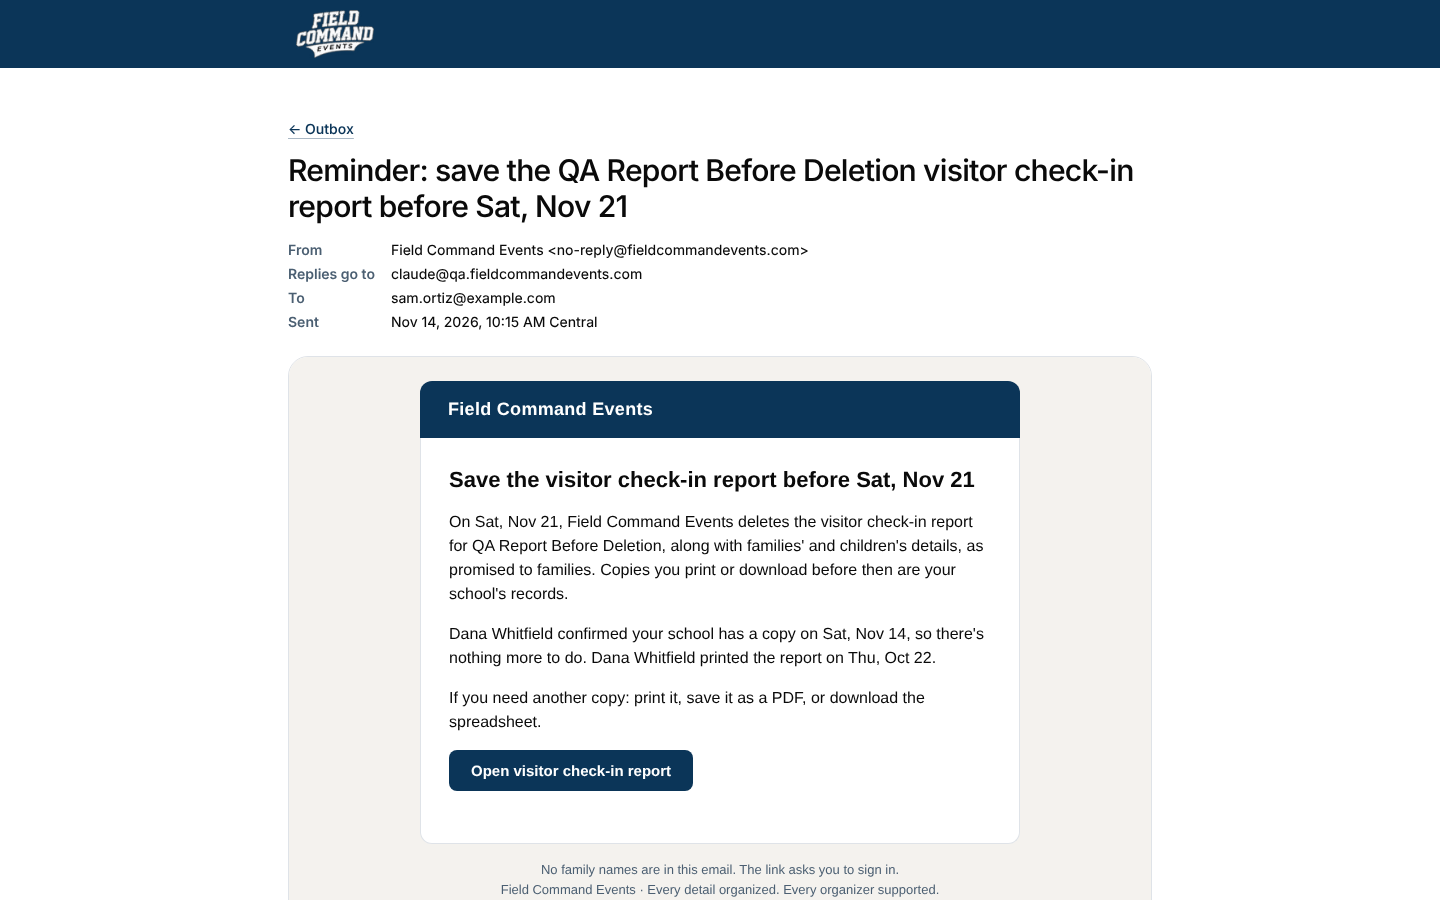 FIELD
COMMAND
EVENTS
← Outbox
Reminder: save the QA Report Before Deletion visitor check-in
report before Sat, Nov 21
From Field Command Events <no-reply@fieldcommandevents.com>
Replies go to claude@qa.fieldcommandevents.com
To sam.ortiz@example.com
Sent Nov 14, 2026, 10:15 AM Central
Field Command Events
Save the visitor check-in report before Sat, Nov 21
On Sat, Nov 21, Field Command Events deletes the visitor check-in report
for QA Report Before Deletion, along with families' and children's details, as
promised to families. Copies you print or download before then are your
school's records.
Dana Whitfield confirmed your school has a copy on Sat, Nov 14, so there's
nothing more to do. Dana Whitfield printed the report on Thu, Oct 22.
If you need another copy: print it, save it as a PDF, or download the
spreadsheet.
Open visitor check-in report
No family names are in this email. The link asks you to sign in.
Field Command Events · Every detail organized. Every organizer supported.